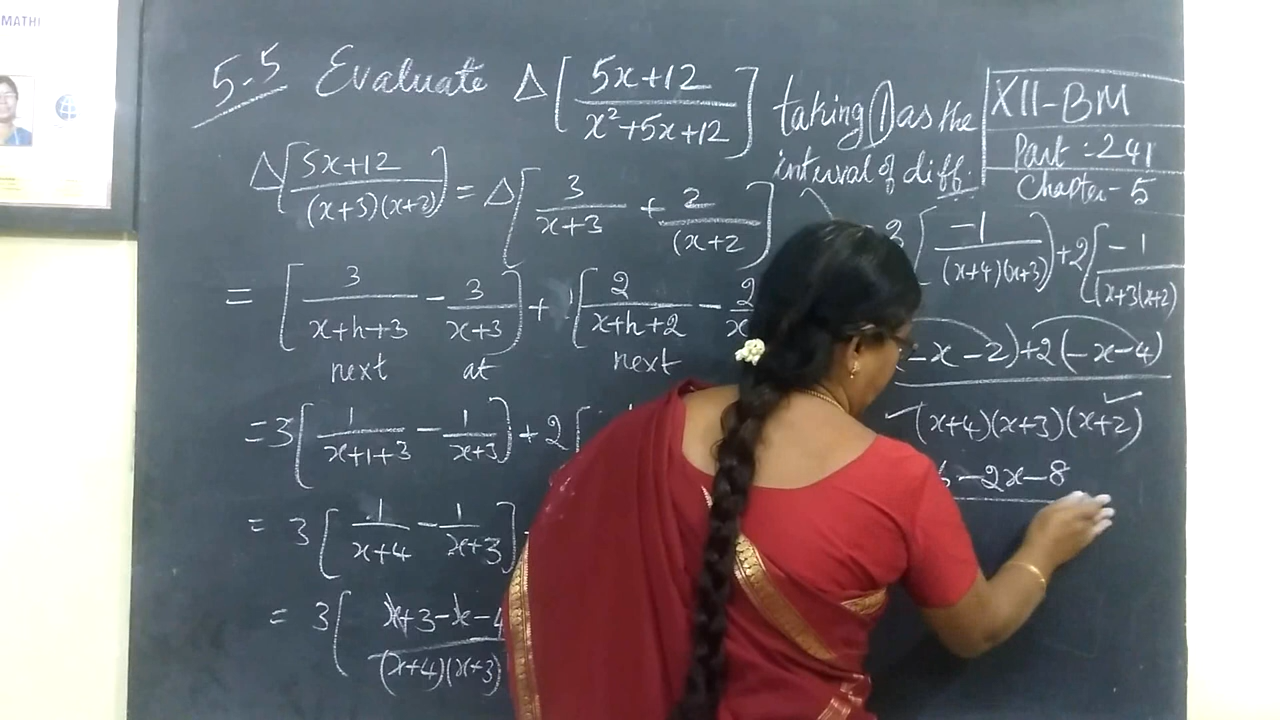 MATHI
5.5 Evaluate Δ[(5x+12)/(x²+5x+12)] taking 1 as the
interval of diff.
XII-BM
Part : 241
Chapter - 5
Δ[(5x+12)/((x+3)(x+2))] = Δ[3/(x+3) + 2/(x+2]
= [3/(x+h+3) - 3/(x+3)] + [2/(x+h+2) - 2/x
next at next
= 3[1/(x+1+3) - 1/(x+3)] + 2[
= 3[1/(x+4) - 1/(x+3)]
= 3[(x+3-x-4)/((x+4)(x+3)
3[-1/((x+4)(x+3))] + 2[-1/((x+3)(x+2)
-x-2)+2(-x-4)
(x+4)(x+3)(x+2)
6-2x-8